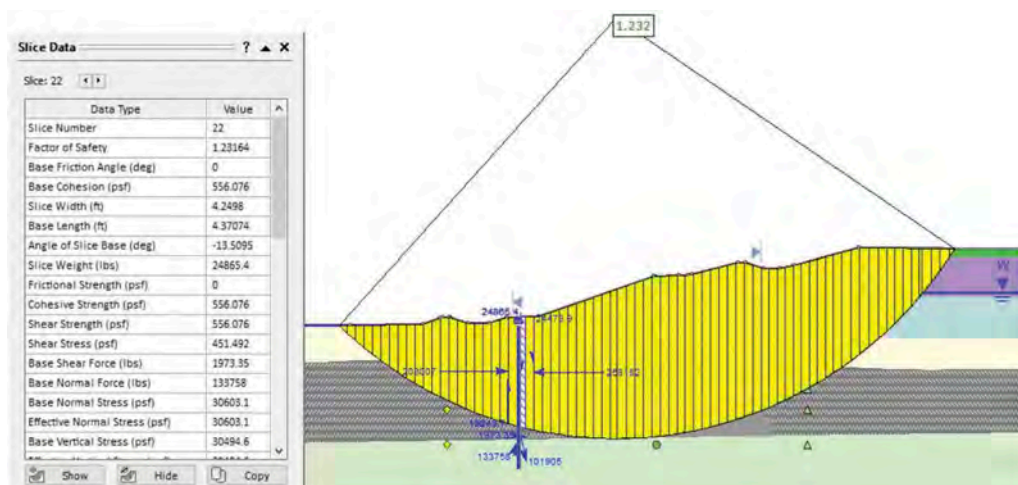 Slice Data
? ▲ ✕
Slice: 22
Data Type Value
Slice Number 22
Factor of Safety 1.23164
Base Friction Angle (deg) 0
Base Cohesion (psf) 556.076
Slice Width (ft) 4.2498
Base Length (ft) 4.37074
Angle of Slice Base (deg) -13.5095
Slice Weight (lbs) 24865.4
Frictional Strength (psf) 0
Cohesive Strength (psf) 556.076
Shear Strength (psf) 556.076
Shear Stress (psf) 451.492
Base Shear Force (lbs) 1973.35
Base Normal Force (lbs) 133758
Base Normal Stress (psf) 30603.1
Effective Normal Stress (psf) 30603.1
Base Vertical Stress (psf) 30494.6
Show Hide Copy
1.232
W
24865.4
133758
101905